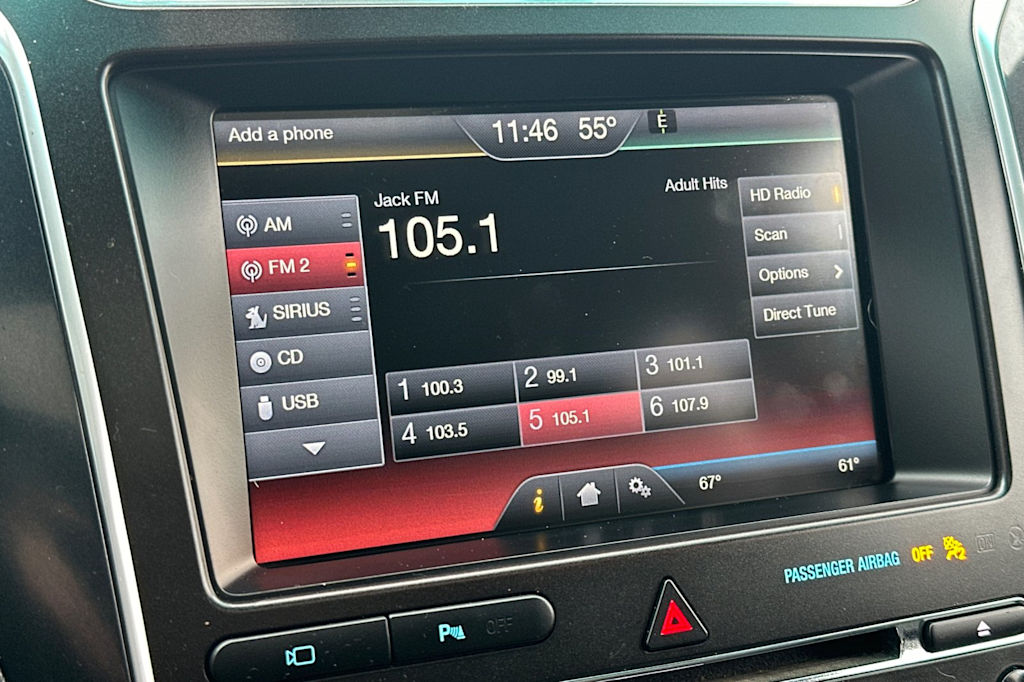 Add a phone
11:46 55°
E
Jack FM
105.1
Adult Hits
AM
FM 2
SIRIUS
CD
USB
HD Radio
Scan
Options
Direct Tune
1 100.3
2 99.1
3 101.1
4 103.5
5 105.1
6 107.9
i
67°
61°
PASSENGER AIRBAG OFF ON
P OFF